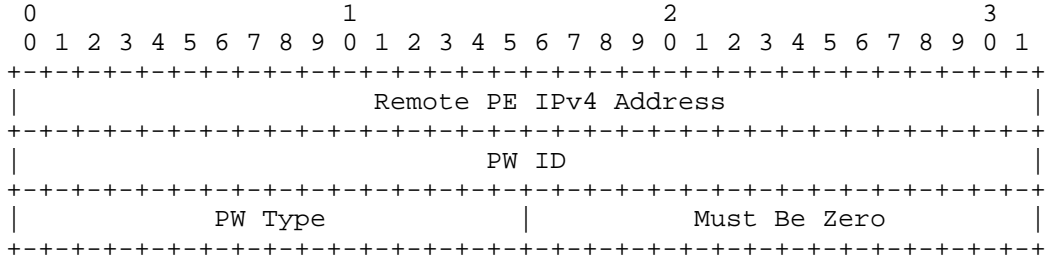 0                   1                   2                   3
 0 1 2 3 4 5 6 7 8 9 0 1 2 3 4 5 6 7 8 9 0 1 2 3 4 5 6 7 8 9 0 1
+-+-+-+-+-+-+-+-+-+-+-+-+-+-+-+-+-+-+-+-+-+-+-+-+-+-+-+-+-+-+-+-+
|                      Remote PE IPv4 Address                   |
+-+-+-+-+-+-+-+-+-+-+-+-+-+-+-+-+-+-+-+-+-+-+-+-+-+-+-+-+-+-+-+-+
|                             PW ID                             |
+-+-+-+-+-+-+-+-+-+-+-+-+-+-+-+-+-+-+-+-+-+-+-+-+-+-+-+-+-+-+-+-+
|            PW Type            |          Must Be Zero         |
+-+-+-+-+-+-+-+-+-+-+-+-+-+-+-+-+-+-+-+-+-+-+-+-+-+-+-+-+-+-+-+-+